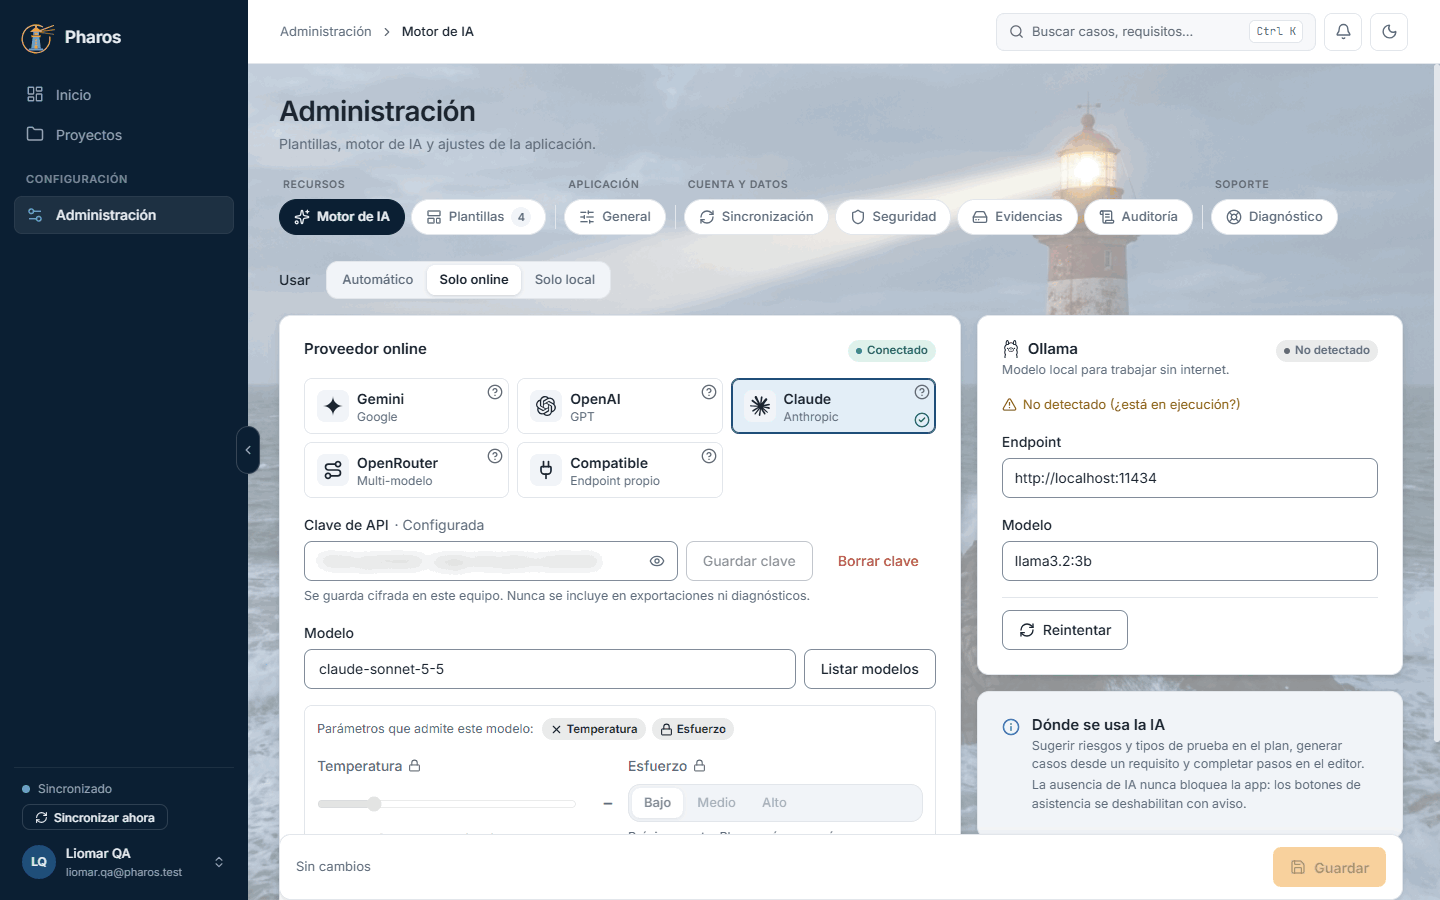 Pharos
Inicio
Proyectos
CONFIGURACIÓN
Administración
Sincronizado
Sincronizar ahora
LQ
Liomar QA
liomar.qa@pharos.test
Administración > Motor de IA
Buscar casos, requisitos...
Ctrl K
Administración
Plantillas, motor de IA y ajustes de la aplicación.
RECURSOS
APLICACIÓN
CUENTA Y DATOS
SOPORTE
Motor de IA
Plantillas 4
General
Sincronización
Seguridad
Evidencias
Auditoría
Diagnóstico
Usar
Automático
Solo online
Solo local
Proveedor online
Conectado
Gemini
Google
OpenAI
GPT
Claude
Anthropic
OpenRouter
Multi-modelo
Compatible
Endpoint propio
Clave de API · Configurada
Guardar clave
Borrar clave
Se guarda cifrada en este equipo. Nunca se incluye en exportaciones ni diagnósticos.
Modelo
claude-sonnet-5-5
Listar modelos
Parámetros que admite este modelo:
Temperatura
Esfuerzo
Temperatura
–
Esfuerzo
Bajo
Medio
Alto
Sin cambios
Guardar
Ollama
No detectado
Modelo local para trabajar sin internet.
No detectado (¿está en ejecución?)
Endpoint
http://localhost:11434
Modelo
llama3.2:3b
Reintentar
Dónde se usa la IA
Sugerir riesgos y tipos de prueba en el plan, generar
casos desde un requisito y completar pasos en el editor.
La ausencia de IA nunca bloquea la app: los botones de
asistencia se deshabilitan con aviso.